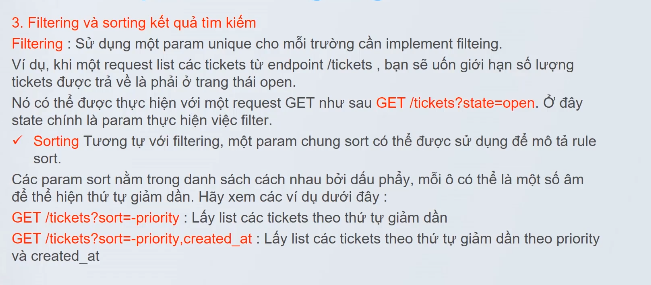 3. Filtering và sorting kết quả tìm kiếm
Filtering : Sử dụng một param unique cho mỗi trường cần implement filteing.
Ví dụ, khi một request list các tickets từ endpoint /tickets , bạn sẽ uốn giới hạn số lượng
tickets được trả về là phải ở trang thái open.
Nó có thể được thực hiện với một request GET như sau GET /tickets?state=open. Ở đây
state chính là param thực hiện việc filter.
✓ Sorting Tương tự với filtering, một param chung sort có thể được sử dụng để mô tả rule
sort.
Các param sort nằm trong danh sách cách nhau bởi dấu phẩy, mỗi ô có thể là một số âm
để thể hiện thứ tự giảm dần. Hãy xem các ví dụ dưới đây :
GET /tickets?sort=-priority : Lấy list các tickets theo thứ tự giảm dần
GET /tickets?sort=-priority,created_at : Lấy list các tickets theo thứ tự giảm dần theo priority
và created_at